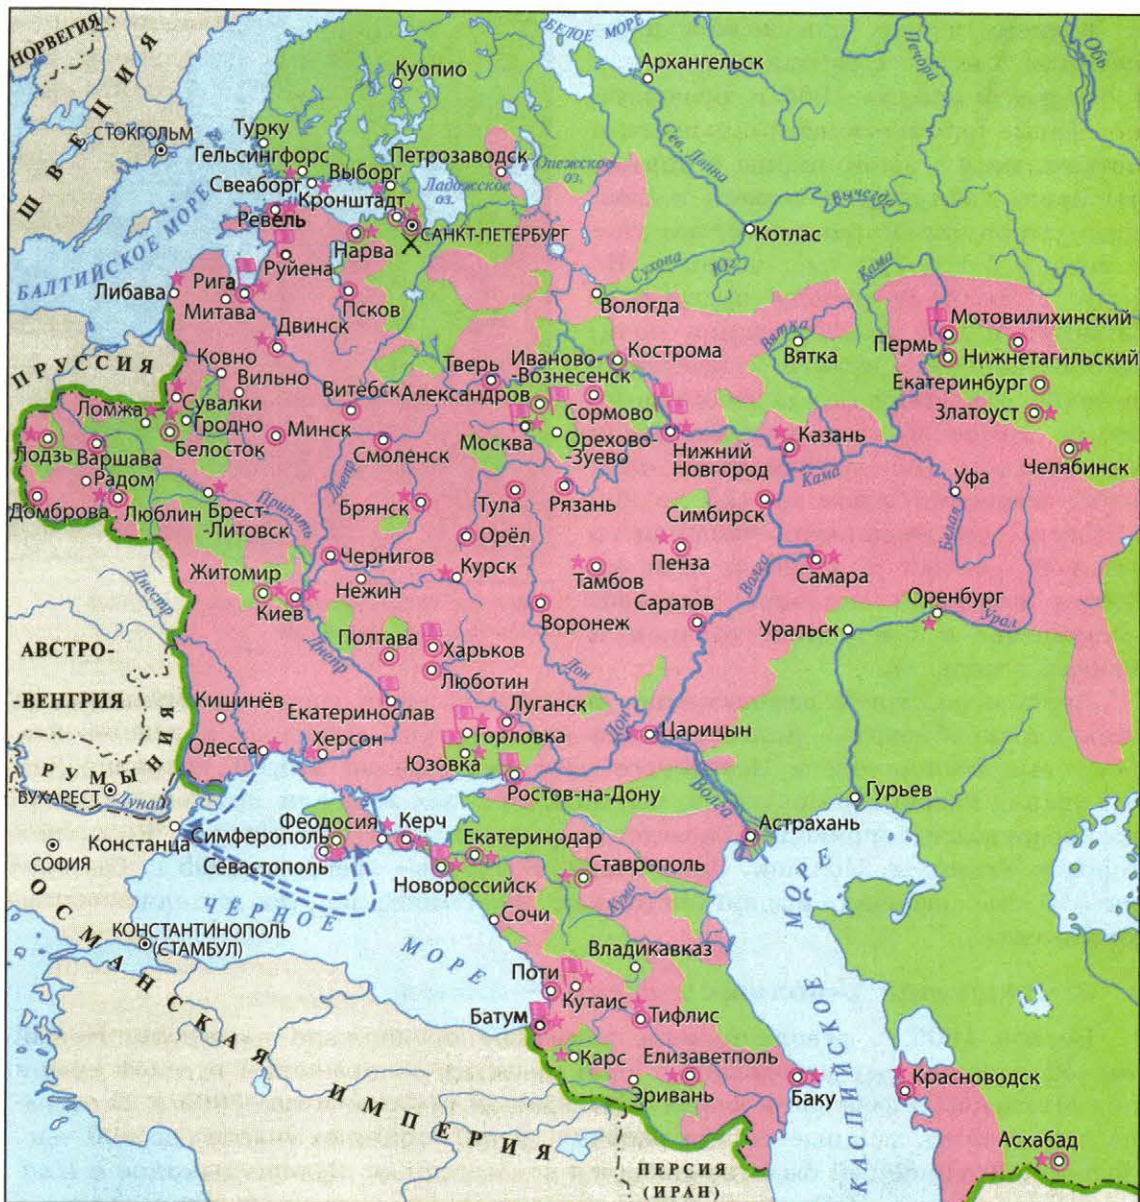 НОРВЕГИЯ
ШВЕЦИЯ
СТОКГОЛЬМ
БЕЛОЕ МОРЕ
Архангельск
Печора
Обь
Куопио
Турку
Гельсингфорс
Свеаборг
Выборг
Кронштадт
Петрозаводск
Онежское
оз.
Ладожское
оз.
Сев. Двина
Вычегда
Котлас
БАЛТИЙСКОЕ МОРЕ
Ревель
Нарва
САНКТ-ПЕТЕРБУРГ
Руйена
Рига
Либава
Митава
Псков
Сухона
Юг
Кама
Вологда
Двинск
Вятка
Вятка
Мотовилихинский
Пермь
Нижнетагильский
Екатеринбург
Златоуст
Челябинск
ПРУССИЯ
Ковно
Вильно
Витебск
Тверь
Александров
Иваново-
-Вознесенск
Кострома
Сормово
Ломжа
Сувалки
Гродно
Белосток
Минск
Смоленск
Москва
Орехово-
-Зуево
Нижний
Новгород
Казань
Кама
Лодзь
Варшава
Радом
Домброва
Люблин
Брест-
-Литовск
Припять
Днепр
Брянск
Тула
Рязань
Симбирск
Уфа
Белая
Орёл
Чернигов
Курск
Пенза
Тамбов
Волга
Самара
Днестр
Житомир
Киев
Нежин
Воронеж
Саратов
Оренбург
Уральск
Урал
АВСТРО-
-ВЕНГРИЯ
Полтава
Днепр
Харьков
Люботин
Дон
Кишинёв
Екатеринослав
Луганск
Горловка
Дон
Царицын
Одесса
Херсон
Юзовка
Ростов-на-Дону
Волга
Гурьев
РУМЫНИЯ
БУХАРЕСТ
Дунай
Астрахань
Констанца
Симферополь
Феодосия
Керчь
Екатеринодар
Севастополь
Новороссийск
Ставрополь
СОФИЯ
ЧЕРНОЕ МОРЕ
Сочи
Кума
КОНСТАНТИНОПОЛЬ
(СТАМБУЛ)
ОСМАНСКАЯ ИМПЕРИЯ
Владикавказ
Поти
Кутаис
Батум
Тифлис
Карс
Елизаветполь
Эривань
Баку
КАСПИЙСКОЕ МОРЕ
Красноводск
Асхабад
ПЕРСИЯ
(ИРАН)